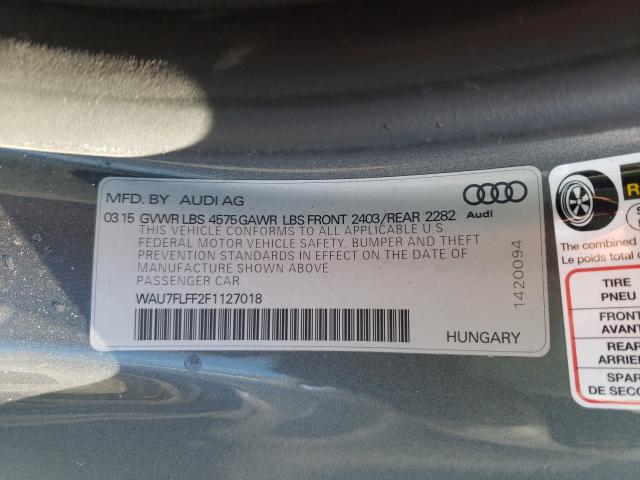 MFD. BY AUDI AG
03 15 GVWR LBS 4575 GAWR LBS FRONT 2403/REAR 2282
THIS VEHICLE CONFORMS TO ALL APPLICABLE U.S
FEDERAL MOTOR VEHICLE SAFETY, BUMPER AND THEFT
PREVENTION STANDARDS IN EFFECT ON THE DATE OF
MANUFACTURE SHOWN ABOVE
PASSENGER CAR
WAU7FLFF2F1127018
HUNGARY
Audi
1420094
The combined
Le poids total
TIRE
PNEU
FRONT
AVANT
REAR
ARRIER
SPAR
DE SECO